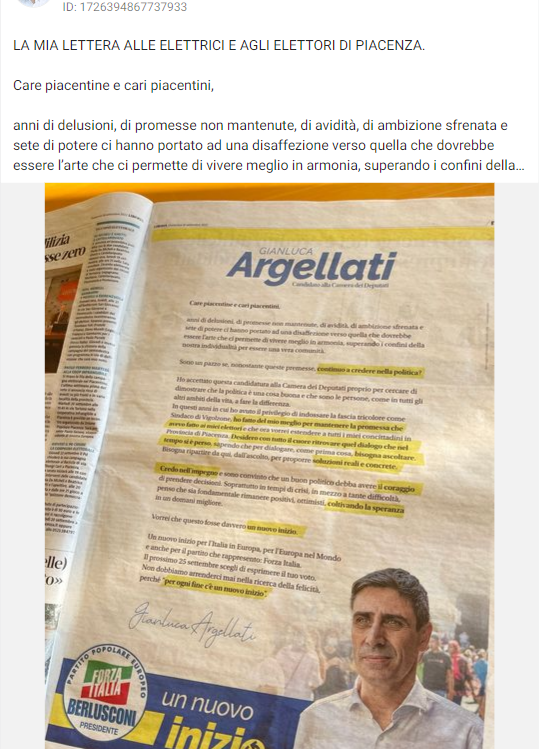 ID: 1726394867737933
LA MIA LETTERA ALLE ELETTRICI E AGLI ELETTORI DI PIACENZA.
Care piacentine e cari piacentini,
anni di delusioni, di promesse non mantenute, di avidità, di ambizione sfrenata e
sete di potere ci hanno portato ad una disaffezione verso quella che dovrebbe
essere l'arte che ci permette di vivere meglio in armonia, superando i confini della…
ilizia
sse zero
GIANLUCA
Argellati
Candidato alla Camera dei Deputati
Care piacentine e cari piacentini,
anni di delusioni, di promesse non mantenute, di avidità, di ambizione sfrenata e
sete di potere ci hanno portato ad una disaffezione verso quella che dovrebbe
essere l'arte che ci permette di vivere meglio in armonia, superando i confini della
nostra individualità per essere una vera comunità.
Sono un pazzo se, nonostante queste premesse, continuo a credere nella politica?
Ho accettato questa candidatura alla Camera dei Deputati proprio per cercare di
dimostrare che la politica è una cosa buona e che sono le persone, come in tutti gli
altri ambiti della vita, a fare la differenza.
In questi anni in cui ho avuto il privilegio di indossare la fascia tricolore come
Sindaco di Vigolzone, ho fatto del mio meglio per mantenere la promessa che
avevo fatto ai miei elettori e che ora vorrei estendere a tutti i miei concittadini in
Provincia di Piacenza. Desidero con tutto il cuore ritrovare quel dialogo che nel
tempo si è perso, sapendo che per dialogare, come prima cosa, bisogna ascoltare.
Bisogna ripartire da qui, dall'ascolto, per proporre soluzioni reali e concrete.
Credo nell'impegno e sono convinto che un buon politico debba avere il coraggio
di prendere decisioni. Soprattutto in tempi di crisi, in mezzo a tante difficoltà,
penso che sia fondamentale rimanere positivi, ottimisti, coltivando la speranza
in un domani migliore.
Vorrei che questo fosse davvero un nuovo inizio.
Un nuovo inizio per l'Italia in Europa, per l'Europa nel Mondo
e anche per il partito che rappresento: Forza Italia.
Il prossimo 25 settembre scegli di esprimere il tuo voto.
Non dobbiamo arrenderci mai nella ricerca della felicità,
perché "per ogni fine c'è un nuovo inizio"
Gianluca Argellati
elle)
o»
PARTITO POPOLARE EUROPEO
FORZA
ITALIA
BERLUSCONI
PRESIDENTE
un nuovo
inizi